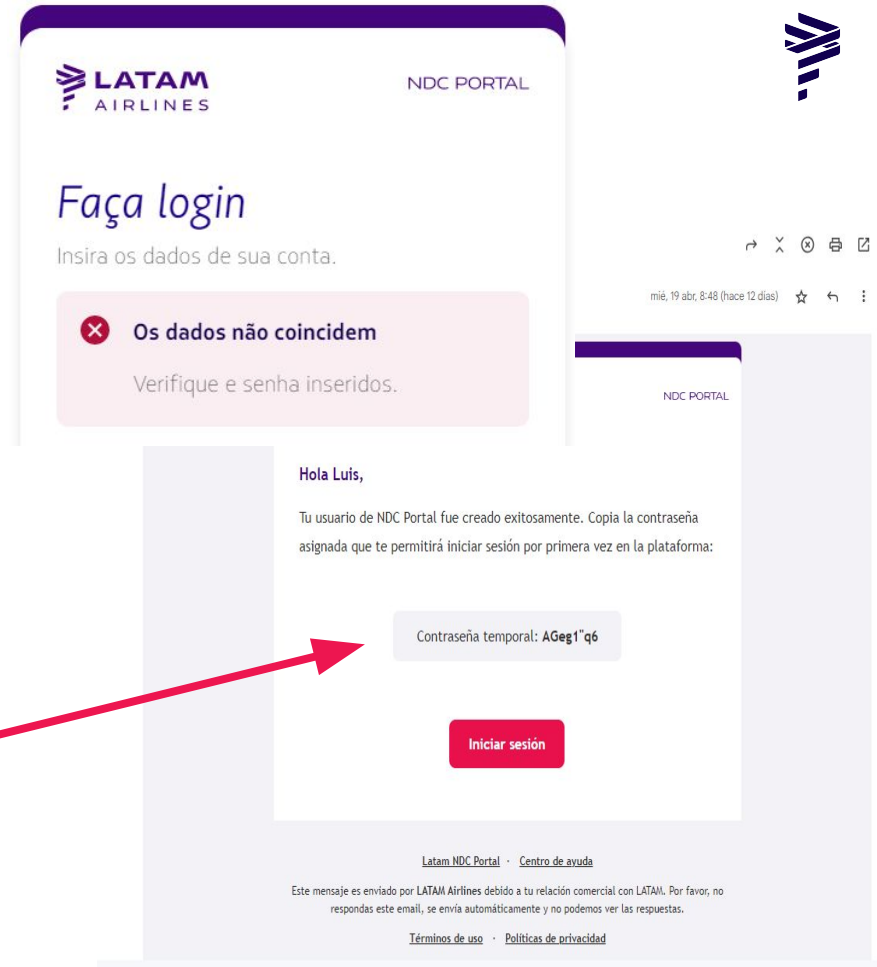 LATAM
AIRLINES
NDC PORTAL
Faça login
Insira os dados de sua conta.
Os dados não coincidem
Verifique e senha inseridos.
mié, 19 abr, 8:48 (hace 12 días)
NDC PORTAL
Hola Luis,
Tu usuario de NDC Portal fue creado exitosamente. Copia la contraseña
asignada que te permitirá iniciar sesión por primera vez en la plataforma:
Contraseña temporal: AGeg1"q6
Iniciar sesión
Latam NDC Portal · Centro de ayuda
Este mensaje es enviado por LATAM Airlines debido a tu relación comercial con LATAM. Por favor, no
respondas este email, se envía automáticamente y no podemos ver las respuestas.
Términos de uso · Políticas de privacidad